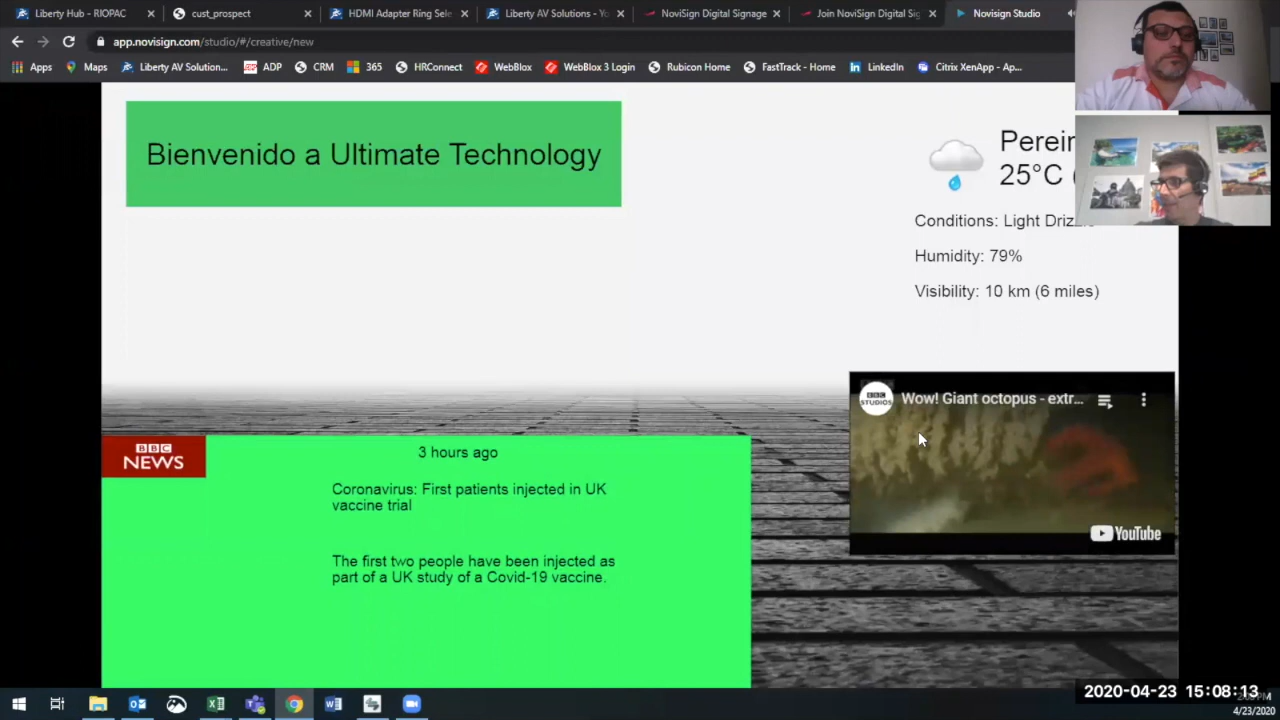 Liberty Hub - RIOPAC
cust_prospect
HDMI Adapter Ring Sele
Liberty AV Solutions - Yo
NoviSign Digital Signage
Join NoviSign Digital Sig
Novisign Studio
app.novisign.com/studio/#/creative/new
Apps
Maps
Liberty AV Solution...
ADP
CRM
365
HRConnect
WebBlox
WebBlox 3 Login
Rubicon Home
FastTrack - Home
LinkedIn
Citrix XenApp - Ap...
Bienvenido a Ultimate Technology
Pereir
25°C (
Conditions: Light Drizz
Humidity: 79%
Visibility: 10 km (6 miles)
BBC STUDIOS
Wow! Giant octopus - extr...
YouTube
BBC
NEWS
3 hours ago
Coronavirus: First patients injected in UK
vaccine trial
The first two people have been injected as
part of a UK study of a Covid-19 vaccine.
2020-04-23 15:08:13
4/23/2020